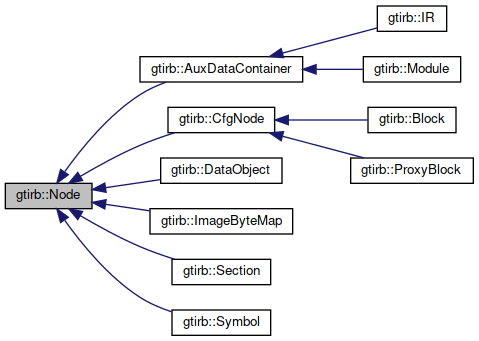 gtirb::IR
gtirb::AuxDataContainer
gtirb::Module
gtirb::CfgNode
gtirb::Block
gtirb::DataObject
gtirb::ProxyBlock
gtirb::Node
gtirb::ImageByteMap
gtirb::Section
gtirb::Symbol